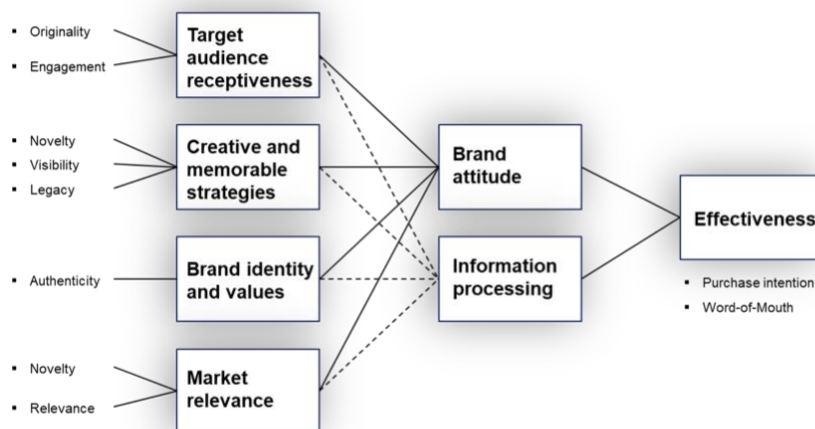 Originality
Engagement
Target
audience
receptiveness
Novelty
Visibility
Legacy
Creative and
memorable
strategies
Authenticity
Brand identity
and values
Novelty
Relevance
Market
relevance
Brand
attitude
Information
processing
Effectiveness
Purchase intention
Word-of-Mouth